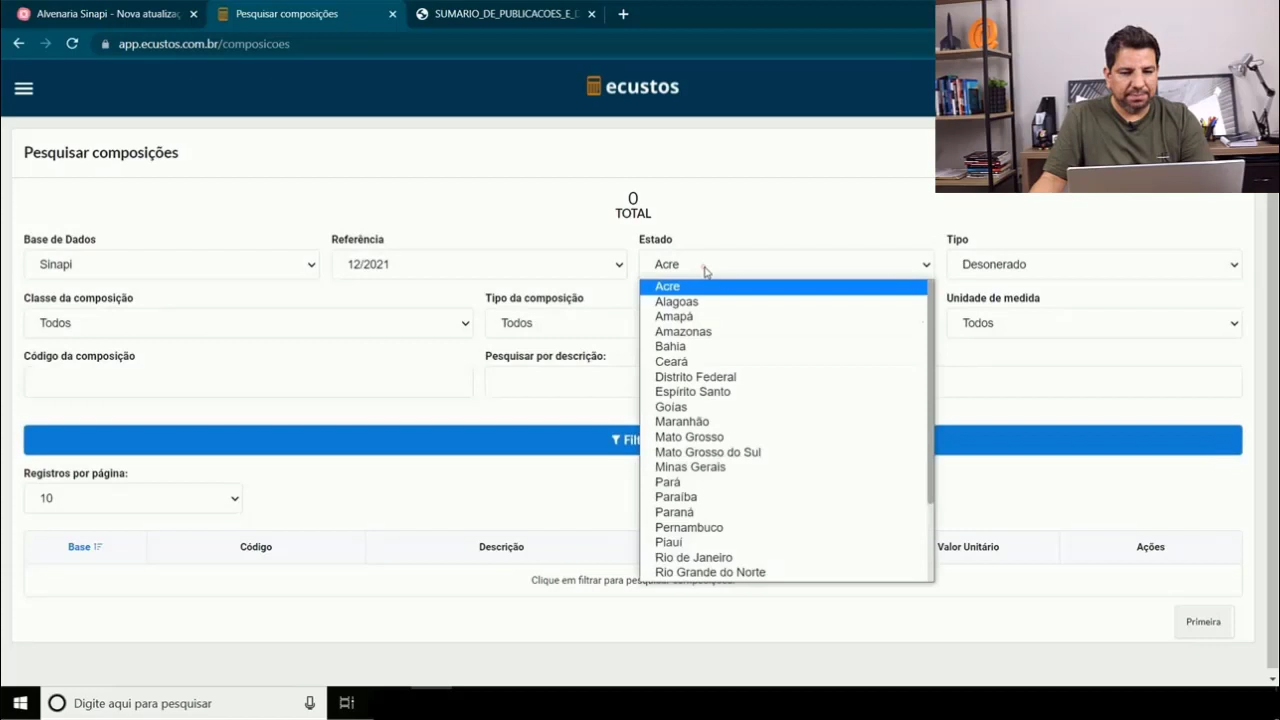 Alvenaria Sinapi - Nova atualizaç
Pesquisar composições
SUMARIO_DE_PUBLICACOES_E_D
app.ecustos.com.br/composicoes
ecustos
Pesquisar composições
0
TOTAL
Base de Dados
Referência
Estado
Tipo
Sinapi
12/2021
Acre
Desonerado
Classe da composição
Tipo da composição
Unidade de medida
Todos
Todos
Todos
Código da composição
Pesquisar por descrição:
Acre
Alagoas
Amapá
Amazonas
Bahia
Ceará
Distrito Federal
Espírito Santo
Goías
Maranhão
Mato Grosso
Mato Grosso do Sul
Minas Gerais
Pará
Paraíba
Paraná
Pernambuco
Piauí
Rio de Janeiro
Rio Grande do Norte
Filt
Registros por página:
10
Base
Código
Descrição
Valor Unitário
Ações
Clique em filtrar para pesquisar composições.
Primeira
Digite aqui para pesquisar